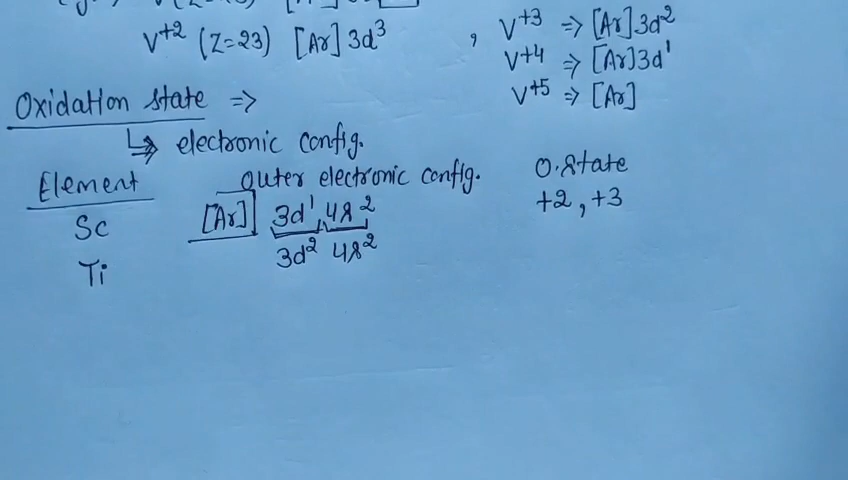 V+2 (Z=23) [Ar] 3d3 , V+3 ⇒ [Ar] 3d2
V+4 ⇒ [Ar] 3d1
V+5 ⇒ [Ar]
Oxidation state ⇒
↳ electronic config.
Element outer electronic config. O.state
Sc [Ar] 3d1, 4s2 +2, +3
Ti 3d2 4s2